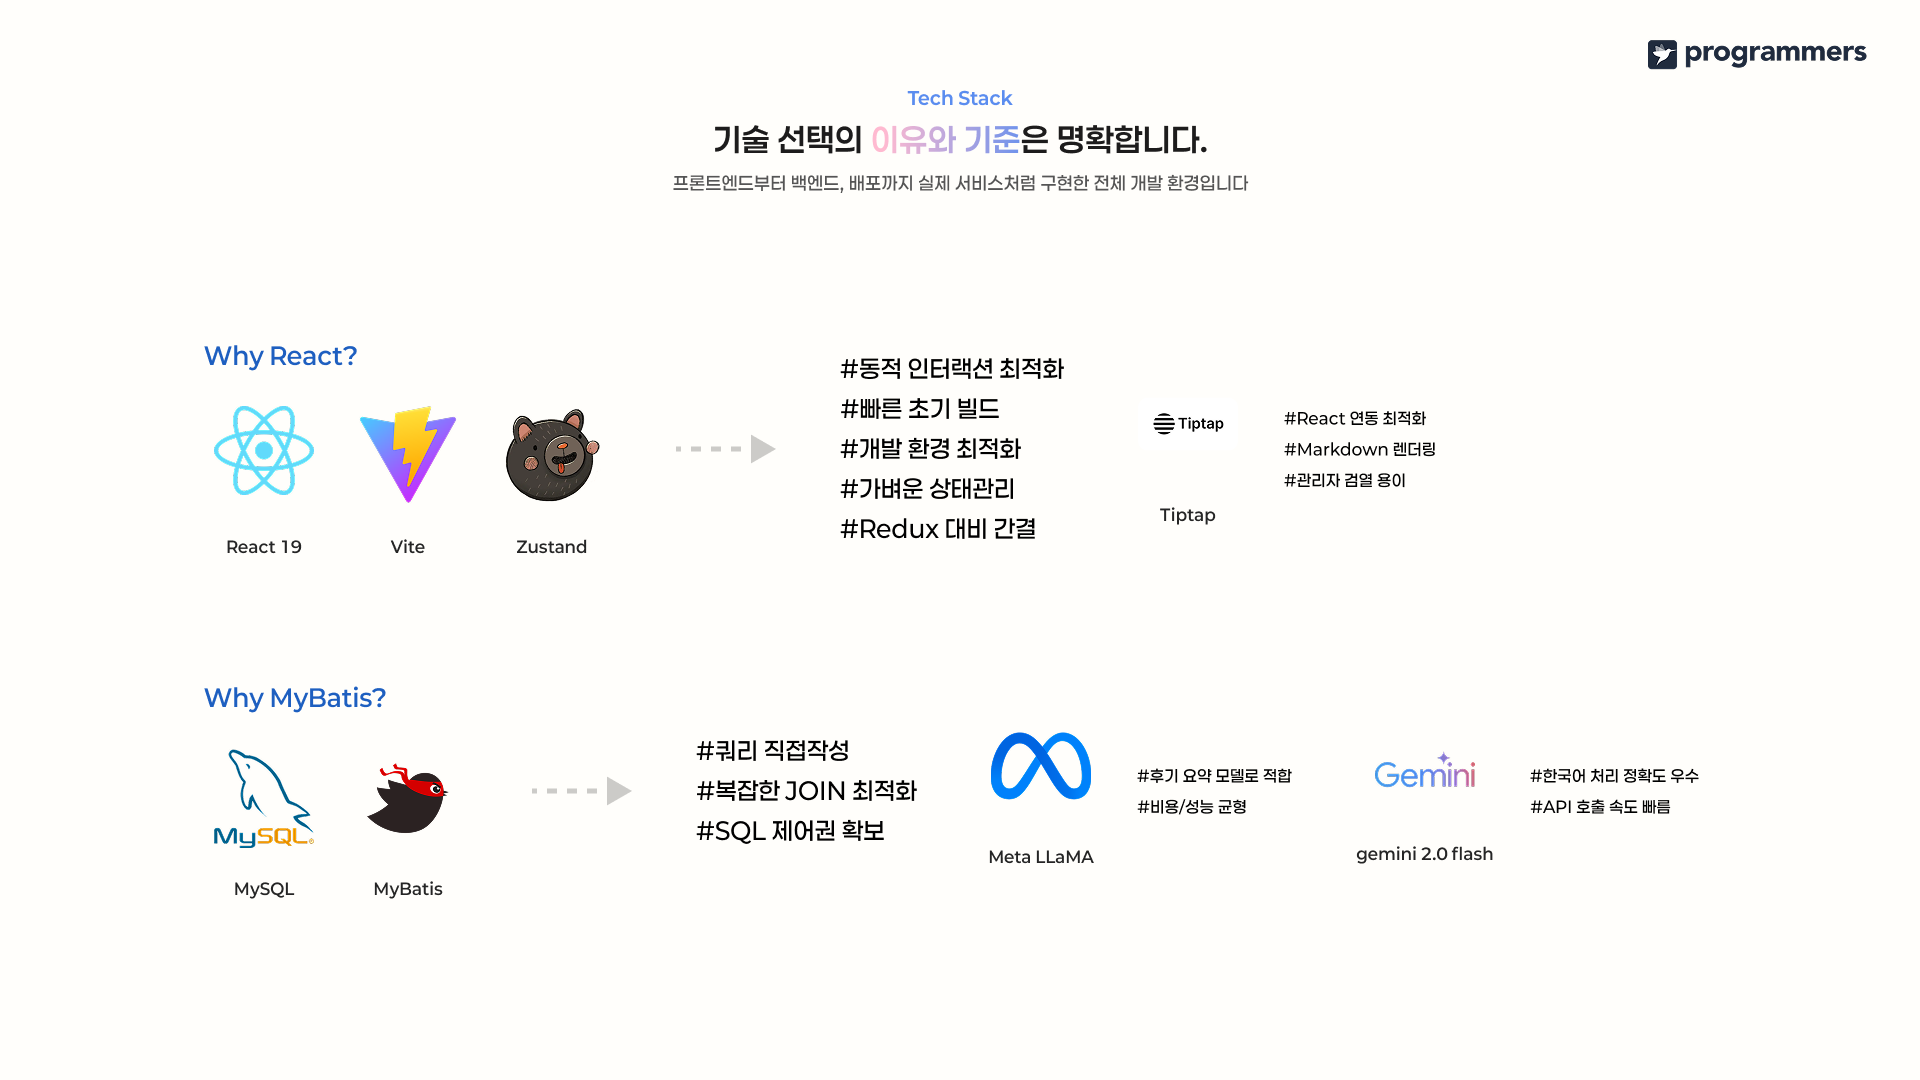 programmers
Tech Stack
기술 선택의 이유와 기준은 명확합니다.
프론트엔드부터 백엔드, 배포까지 실제 서비스처럼 구현한 전체 개발 환경입니다
Why React?
React 19
Vite
Zustand
#동적 인터랙션 최적화
#빠른 초기 빌드
#개발 환경 최적화
#가벼운 상태관리
#Redux 대비 간결
Tiptap
Tiptap
#React 연동 최적화
#Markdown 렌더링
#관리자 검열 용이
Why MyBatis?
MySQL®
MySQL
MyBatis
#쿼리 직접작성
#복잡한 JOIN 최적화
#SQL 제어권 확보
Meta LLaMA
#후기 요약 모델로 적합
#비용/성능 균형
Gemini
gemini 2.0 flash
#한국어 처리 정확도 우수
#API 호출 속도 빠름